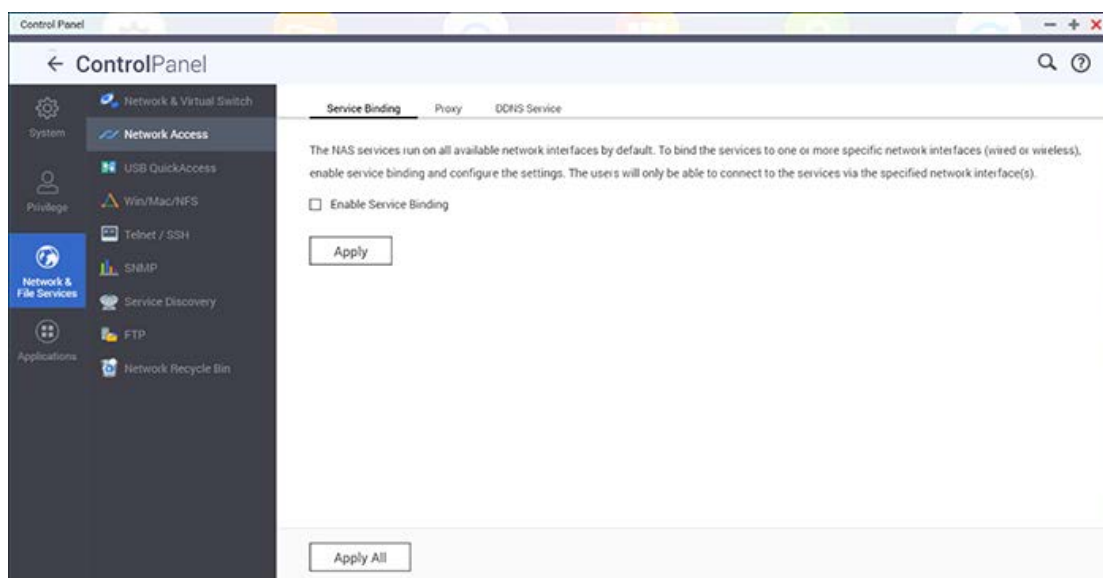 Control Panel
ControlPanel
System
Privilege
Network &
File Services
Applications
Network & Virtual Switch
Network Access
USB QuickAccess
Win/Mac/NFS
Telnet / SSH
SNMP
Service Discovery
FTP
Network Recycle Bin
Service Binding Proxy DDNS Service
The NAS services run on all available network interfaces by default. To bind the services to one or more specific network interfaces (wired or wireless),
enable service binding and configure the settings. The users will only be able to connect to the services via the specified network interface(s).
Enable Service Binding
Apply
Apply All